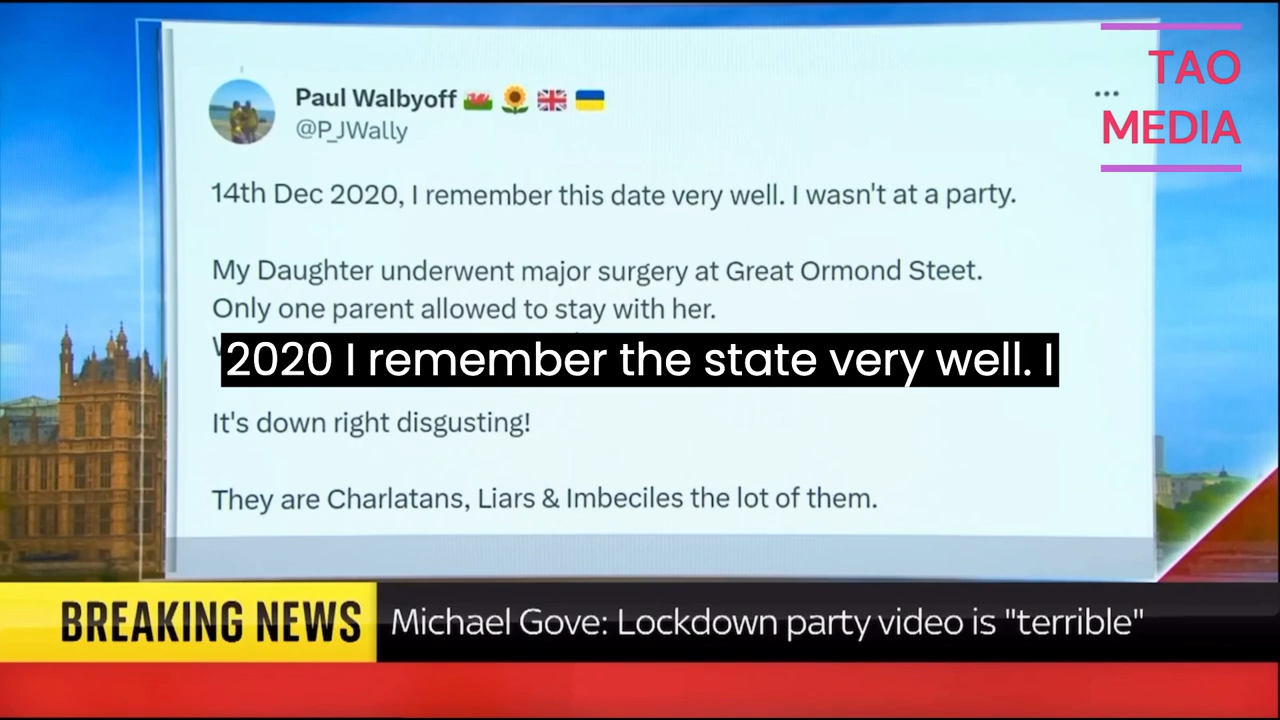 TAO
MEDIA
Paul Walbyoff
@P_JWally
14th Dec 2020, I remember this date very well. I wasn't at a party.
My Daughter underwent major surgery at Great Ormond Steet.
Only one parent allowed to stay with her.
2020 I remember the state very well. I
It's down right disgusting!
They are Charlatans, Liars & Imbeciles the lot of them.
BREAKING NEWS
Michael Gove: Lockdown party video is "terrible"